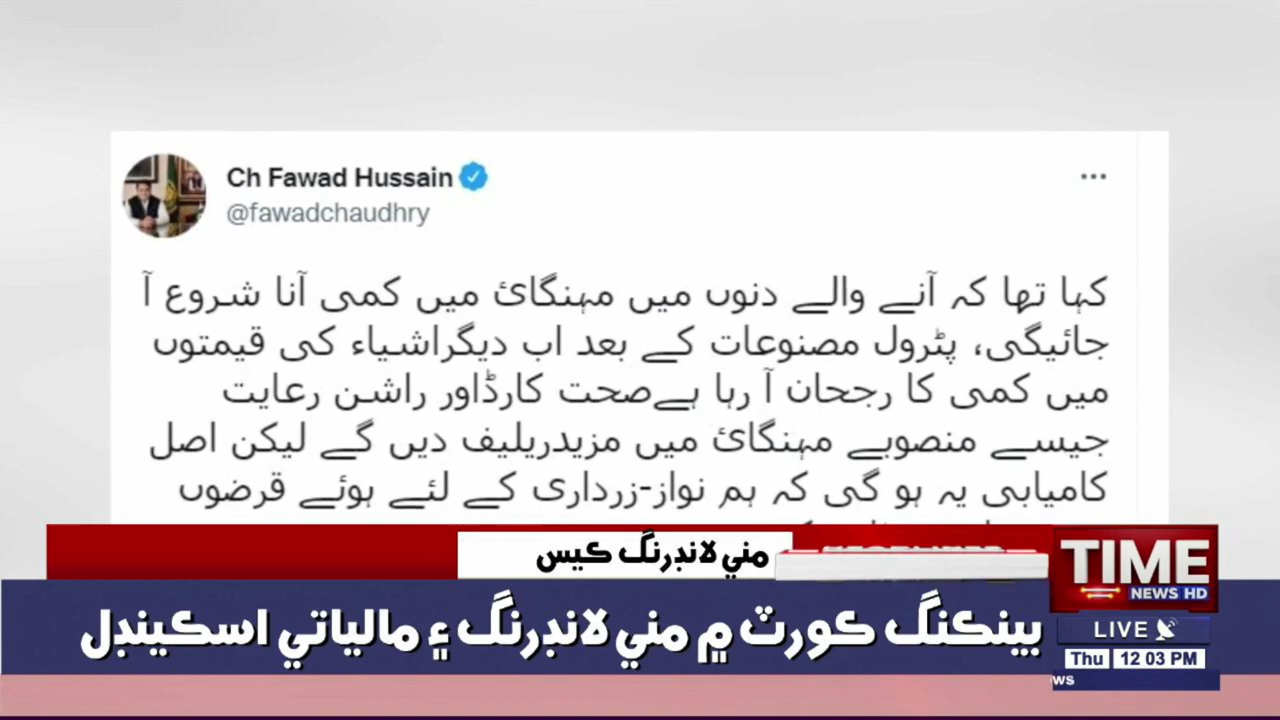 Ch Fawad Hussain
@fawadchaudhry
کہا تھا کہ آنے والے دنوں میں مہنگائ میں کمی آنا شروع آ
جائیگی، پٹرول مصنوعات کے بعد اب دیگراشیاء کی قیمتوں
میں کمی کا رجحان آ رہا ہےصحت کارڈاور راشن رعایت
جیسے منصوبے مہنگائ میں مزیدریلیف دیں گے لیکن اصل
کامیابی یہ ہو گی کہ ہم نواز-زرداری کے لئے ہوئے قرضوں
مني لانڊرنگ ڪيس
بينڪنگ ڪورٽ ۾ مني لانڊرنگ ۽ مالياتي اسڪينڊل
TIME
NEWS HD
LIVE
Thu 12 03 PM
WS